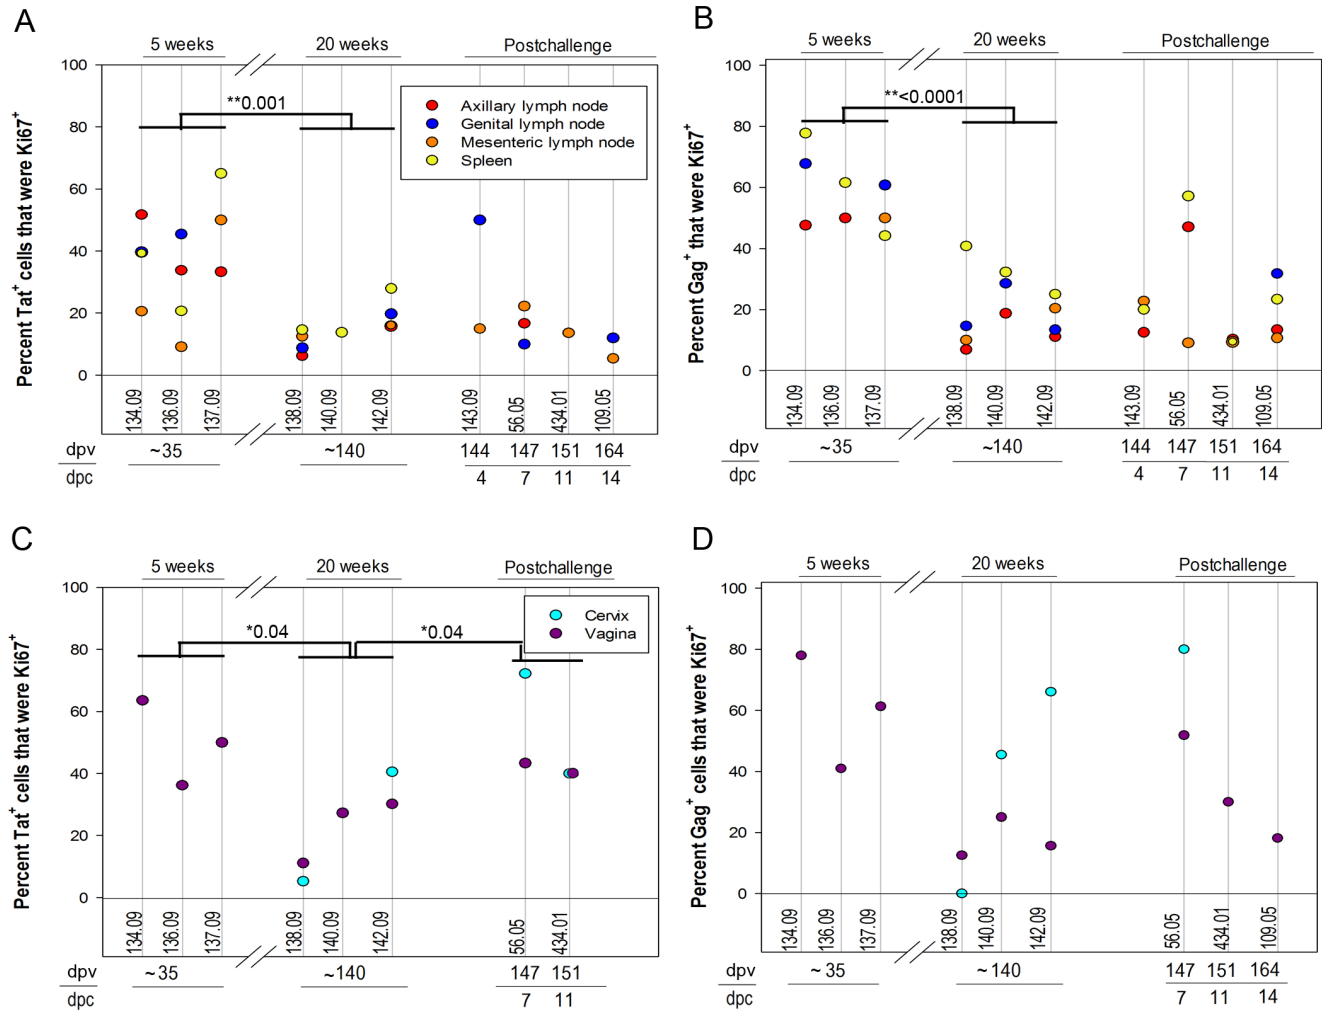 A
5 weeks
20 weeks
Postchallenge
100
80
60
40
20
0
Percent Tat+ cells that were Ki67+
**0.001
Axillary lymph node
Genital lymph node
Mesenteric lymph node
Spleen
134.09
136.09
137.09
138.09
140.09
142.09
143.09
56.05
434.01
109.05
dpv ~35 ~140 144 147 151 164
dpc 4 7 11 14
B
5 weeks
20 weeks
Postchallenge
100
80
60
40
20
0
Percent Gag+ that were Ki67+
**<0.0001
134.09
136.09
137.09
138.09
140.09
142.09
143.09
56.05
434.01
109.05
dpv ~35 ~140 144 147 151 164
dpc 4 7 11 14
C
5 weeks
20 weeks
Postchallenge
100
80
60
40
20
0
Percent Tat+ cells that were Ki67+
*0.04
*0.04
Cervix
Vagina
134.09
136.09
137.09
138.09
140.09
142.09
56.05
434.01
dpv ~35 ~140 147 151
dpc 7 11
D
5 weeks
20 weeks
Postchallenge
100
80
60
40
20
0
Percent Gag+ cells that were Ki67+
134.09
136.09
137.09
138.09
140.09
142.09
56.05
434.01
109.05
dpv ~ 35 ~140 147 151 164
dpc 7 11 14